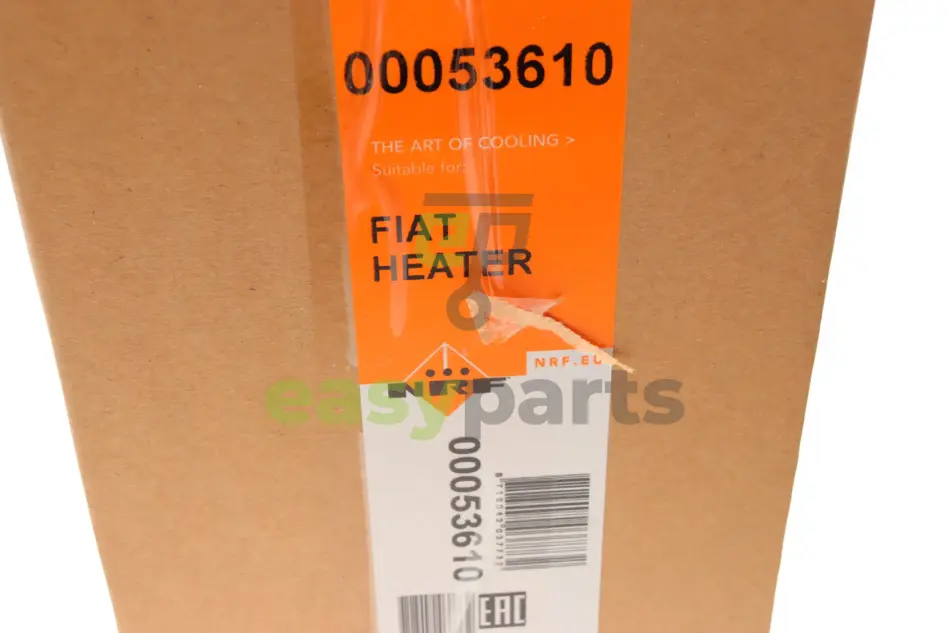 00053610
THE ART OF COOLING >
Suitable for:
FIAT
HEATER
NRF.EU
NRF
easyparts
00053610
EAC